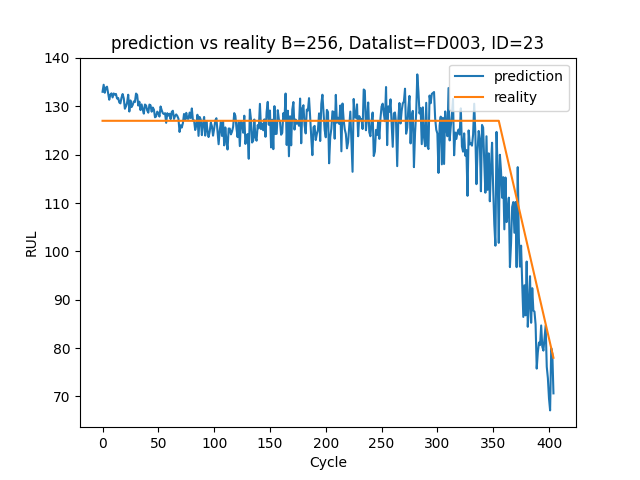 prediction vs reality B=256, Datalist=FD003, ID=23
prediction
reality
RUL
140
130
120
110
100
90
80
70
0 50 100 150 200 250 300 350 400
Cycle